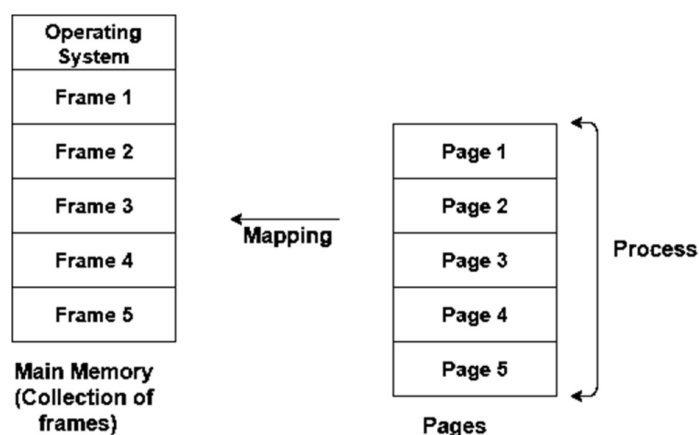 Operating
System
Frame 1
Frame 2
Frame 3
Frame 4
Frame 5
Main Memory
(Collection of
frames)
Mapping
Page 1
Page 2
Page 3
Page 4
Page 5
Pages
Process